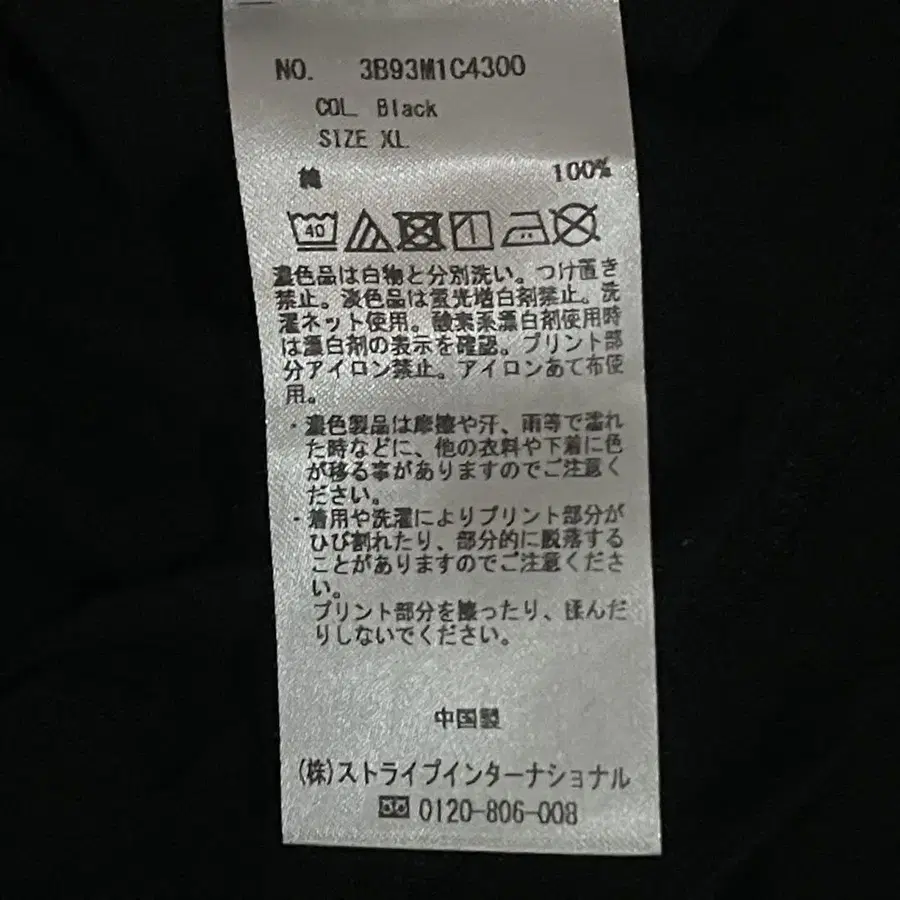 NO. 3B93M1C4300
COL Black
SIZE XL
綿 100%
40
濃色品は白物と分別洗い。つけ置き
禁止。淡色品は蛍光増白剤禁止。洗
濯ネット使用。酸素系漂白剤使用時
は漂白剤の表示を確認。プリント部
分アイロン禁止。アイロンあて布使
用。
・濃色製品は摩擦や汗、雨等で濡れ
た時などに、他の衣料や下着に色
が移る事がありますのでご注意く
ださい。
・着用や洗濯によりプリント部分が
ひび割れたり、部分的に脱落する
ことがありますのでご注意くださ
い。
プリント部分を擦ったり、揉んだ
りしないでください。
中国製
(株)ストライプインターナショナル
0120-806-008